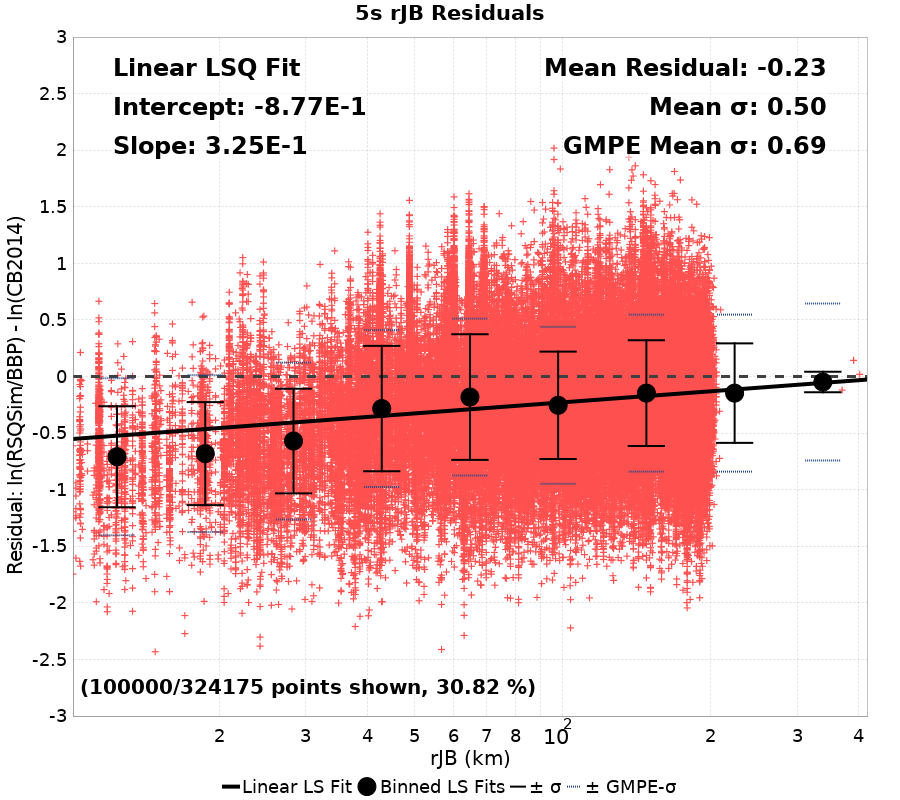 5s rJB Residuals
Linear LSQ Fit
Intercept: -8.77E-1
Slope: 3.25E-1
Mean Residual: -0.23
Mean σ: 0.50
GMPE Mean σ: 0.69
Residual: ln(RSQSim/BBP) - ln(CB2014)
3
2.5
2
1.5
1
0.5
0
-0.5
-1
-1.5
-2
-2.5
-3
(100000/324175 points shown, 30.82 %)
2 3 4 5 6 7 8 10² 2 3 4
rJB (km)
Linear LS Fit Binned LS Fits ± σ ± GMPE-σ